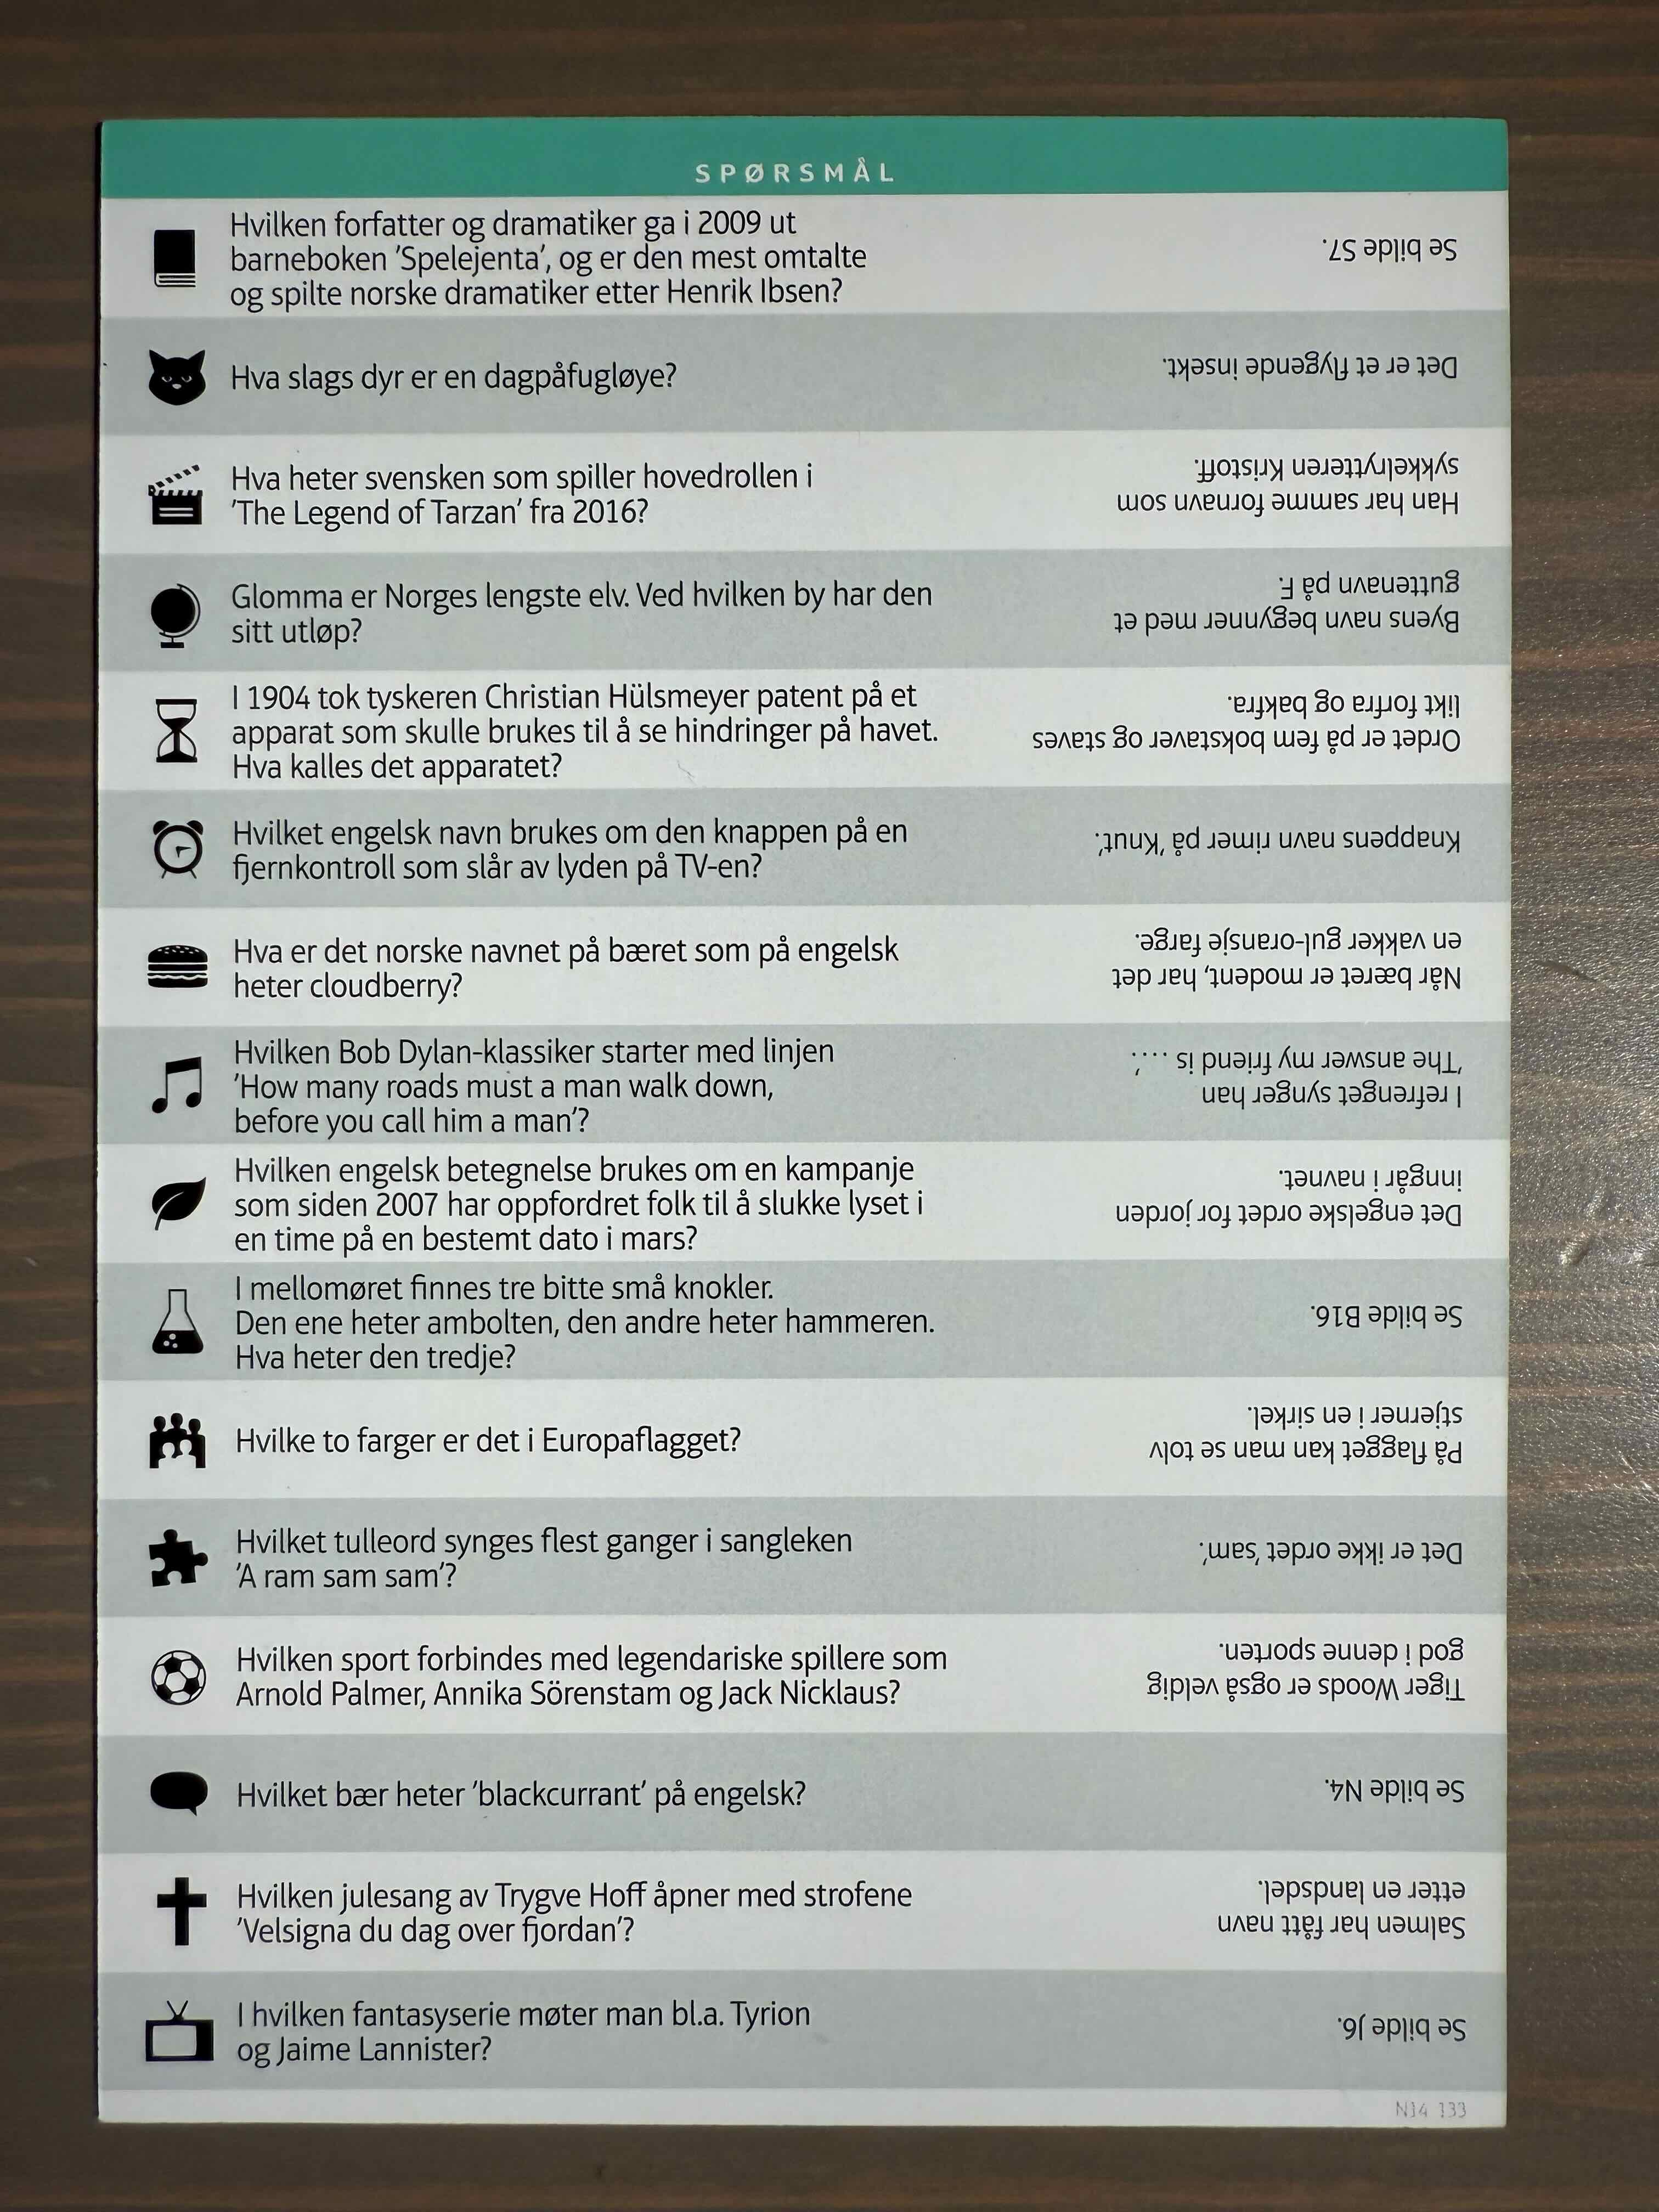 SPØRSMÅL
Hvilken forfatter og dramatiker ga i 2009 ut
barneboken 'Spelejenta', og er den mest omtalte
og spilte norske dramatiker etter Henrik Ibsen?
Se bilde S7.
Hva slags dyr er en dagpåfugløye?
Det er et flygende insekt.
Hva heter svensken som spiller hovedrollen i
'The Legend of Tarzan' fra 2016?
Han har samme fornavn som
sykkelrytteren Kristoff.
Glomma er Norges lengste elv. Ved hvilken by har den
sitt utløp?
Byens navn begynner med et
guttenavn på F.
I 1904 tok tyskeren Christian Hülsmeyer patent på et
apparat som skulle brukes til å se hindringer på havet.
Hva kalles det apparatet?
Ordet er på fem bokstaver og staves
likt forfra og bakfra.
Hvilket engelsk navn brukes om den knappen på en
fjernkontroll som slår av lyden på TV-en?
Knappens navn rimer på 'Knut'.
Hva er det norske navnet på bæret som på engelsk
heter cloudberry?
Når bæret er modent, har det
en vakker gul-oransje farge.
Hvilken Bob Dylan-klassiker starter med linjen
'How many roads must a man walk down,
before you call him a man'?
I refrenget synger han
'The answer my friend is ....'
Hvilken engelsk betegnelse brukes om en kampanje
som siden 2007 har oppfordret folk til å slukke lyset i
en time på en bestemt dato i mars?
Det engelske ordet for jorden
inngår i navnet.
I mellomøret finnes tre bitte små knokler.
Den ene heter ambolten, den andre heter hammeren.
Hva heter den tredje?
Se bilde B16.
Hvilke to farger er det i Europaflagget?
På flagget kan man se tolv
stjerner i en sirkel.
Hvilket tulleord synges flest ganger i sangleken
'A ram sam sam'?
Det er ikke ordet 'sam'.
Hvilken sport forbindes med legendariske spillere som
Arnold Palmer, Annika Sörenstam og Jack Nicklaus?
Tiger Woods er også veldig
god i denne sporten.
Hvilket bær heter 'blackcurrant' på engelsk?
Se bilde N4.
Hvilken julesang av Trygve Hoff åpner med strofene
'Velsigna du dag over fjordan'?
Salmen har fått navn
etter en landsdel.
I hvilken fantasyserie møter man bl.a. Tyrion
og Jaime Lannister?
Se bilde J6.
N14 133